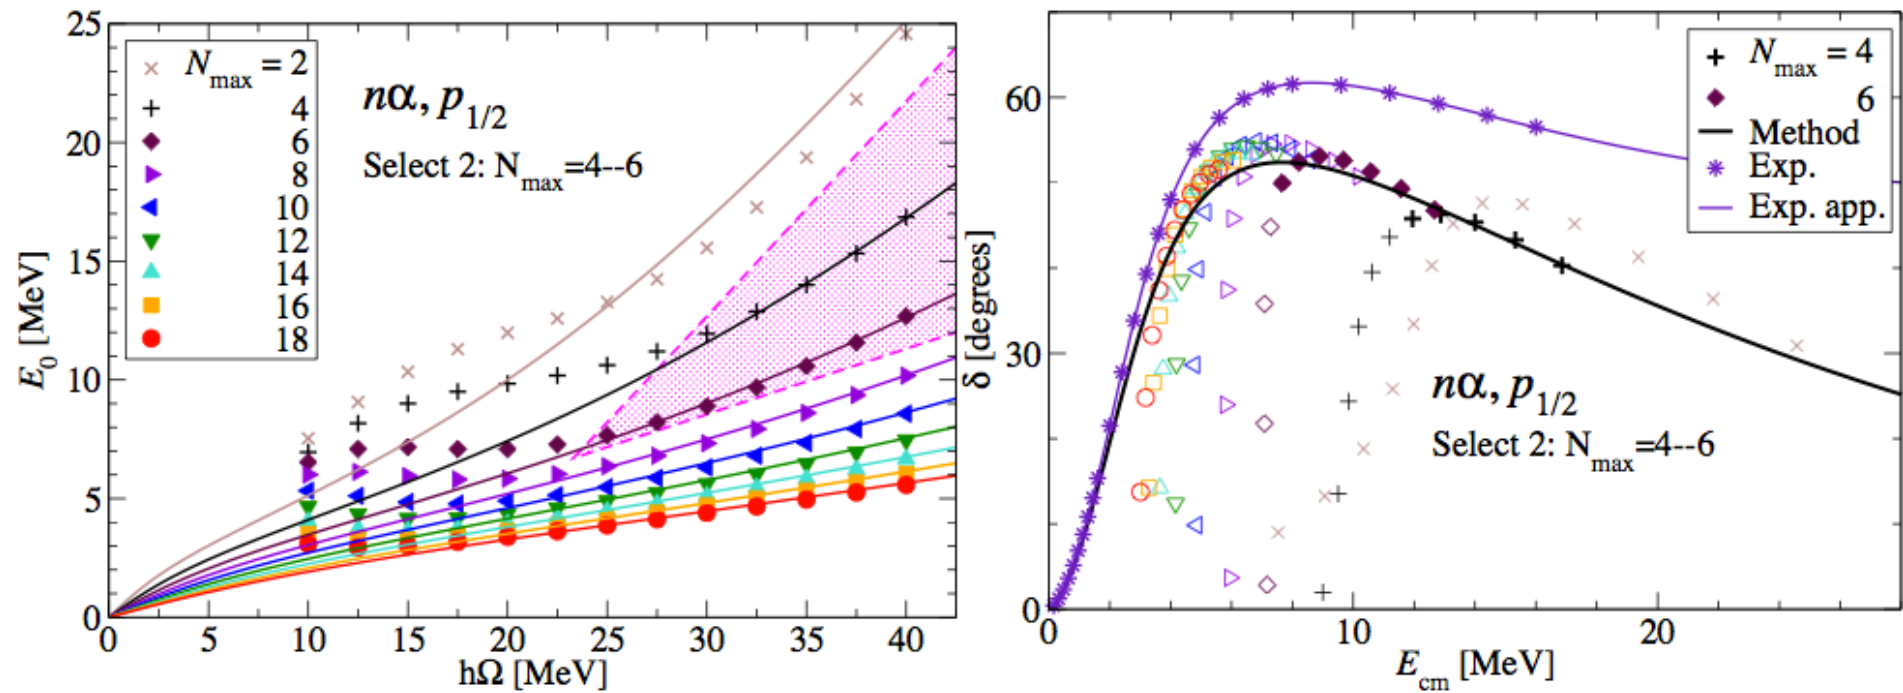 25
20
15
10
5
0
E0 [MeV]
× Nmax = 2
4
6
8
10
12
14
16
18
nα, p1/2
Select 2: Nmax=4--6
0 5 10 15 20 25 30 35 40
hΩ [MeV]
60
30
0
δ [degrees]
Nmax = 4
6
Method
Exp.
Exp. app.
nα, p1/2
Select 2: Nmax=4--6
0 10 20
Ecm [MeV]